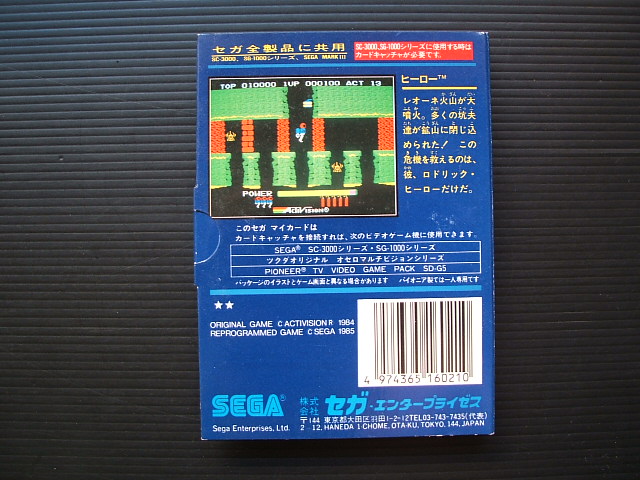 セガ全製品に共用
SC-3000、SG-1000シリーズ、SEGA MARKIII
SC-3000、SG-1000シリーズに使用する時は
カードキャッチャが必要です。
TOP 010000 1UP 000100 ACT 13
POWER
ACTIVISION
ヒーロー™
レオーネ火山が大
噴火。多くの坑夫
達が鉱山に閉じ込
められた! この
危機を救えるのは、
彼、ロドリック・
ヒーローだけだ。
このセガ マイカードは
カードキャッチャを接続すれば、次のビデオゲーム機に使用できます。
SEGA® SC-3000シリーズ・SG-1000シリーズ
ツクダオリジナル オセロマルチビジョンシリーズ
PIONEER® TV VIDEO GAME PACK SD-G5
パッケージのイラストとゲーム画面と異なる場合があります パイオニア製では一人専用です
★★
ORIGINAL GAME © ACTIVISION R 1984
REPROGRAMMED GAME © SEGA 1985
4 974365 160210
SEGA®
Sega Enterprises, Ltd.
株式会社 セガ・エンタープライゼス
〒144 東京都大田区羽田1-2-12TEL03-743-7435(代表)
2-12, HANEDA 1-CHOME, OTA-KU, TOKYO, 144, JAPAN